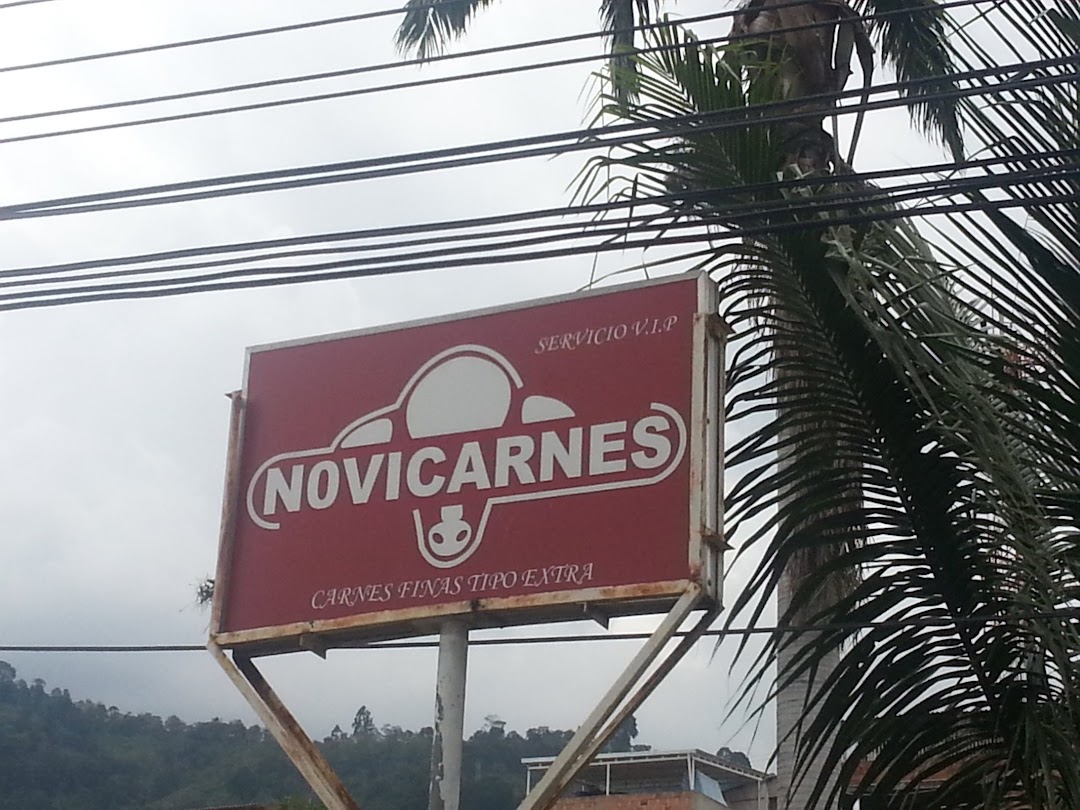 SERVICIO V.I.P
NOVICARNES
CARNES FINAS TIPO EXTRA